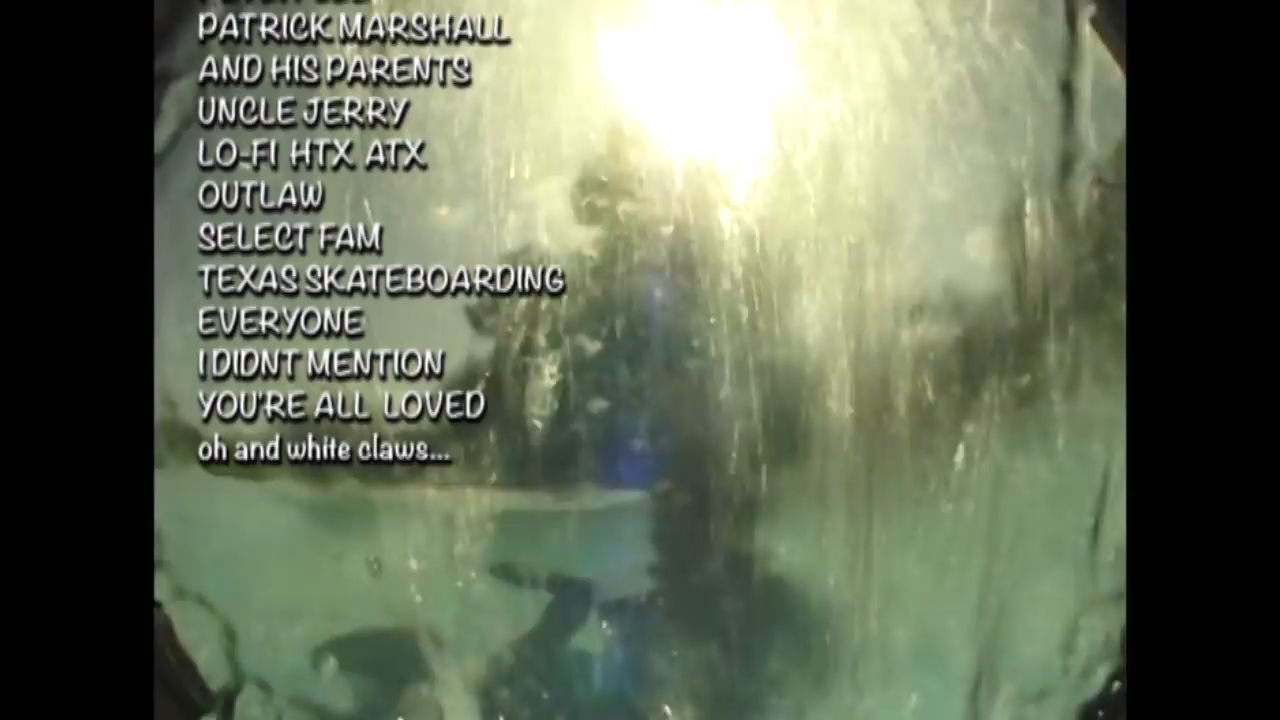 PATRICK MARSHALL
AND HIS PARENTS
UNCLE JERRY
LO-FI HTX ATX
OUTLAW
SELECT FAM
TEXAS SKATEBOARDING
EVERYONE
I DIDNT MENTION
YOU'RE ALL LOVED
oh and white claws...